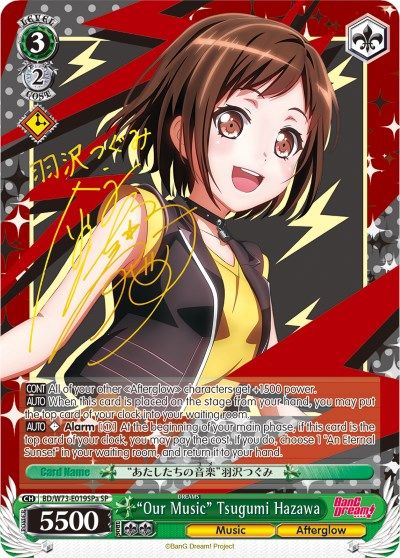 LEVEL
3
2
COST
羽沢つぐみ
CONT All of your other <Afterglow> characters get +1500 power.
AUTO When this card is placed on the stage from your hand, you may put
the top card of your clock into your waiting room.
AUTO Alarm At the beginning of your main phase, if this card is
the top card of your clock, you may pay the cost. If you do, choose 1 "An Eternal
Sunset" in your waiting room, and return it to your hand.
Card Name
"あたしたちの音楽"羽沢つぐみ
CD BD/W73-E019SPa SP
DREAMS
"Our Music" Tsugumi Hazawa
BanG Dream!
POWER
5500
SOUL
Music
Afterglow
©BanG Dream! Project